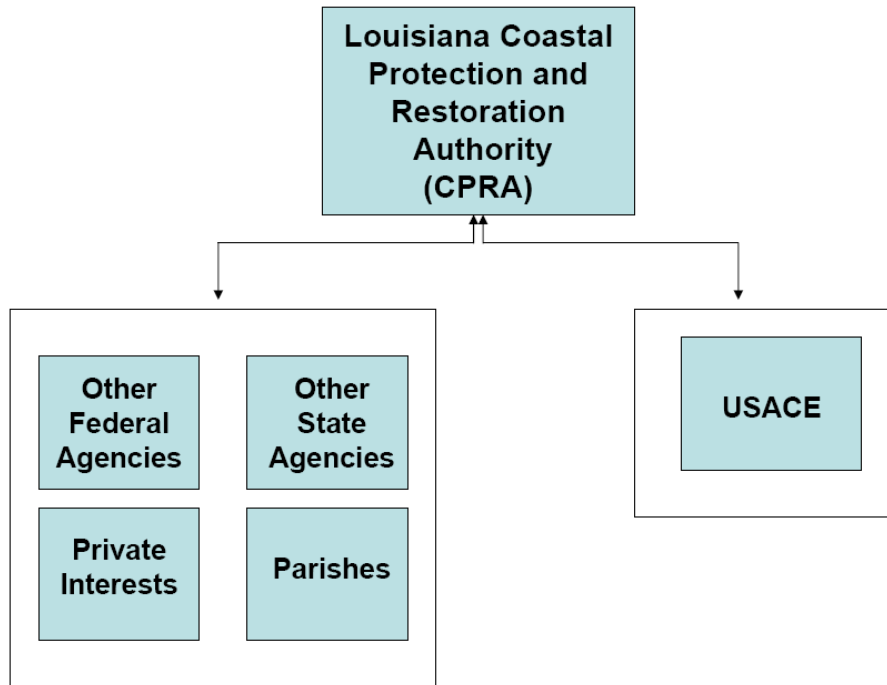 Louisiana Coastal
Protection and
Restoration
Authority
(CPRA)
Other
Federal
Agencies
Other
State
Agencies
USACE
Private
Interests
Parishes